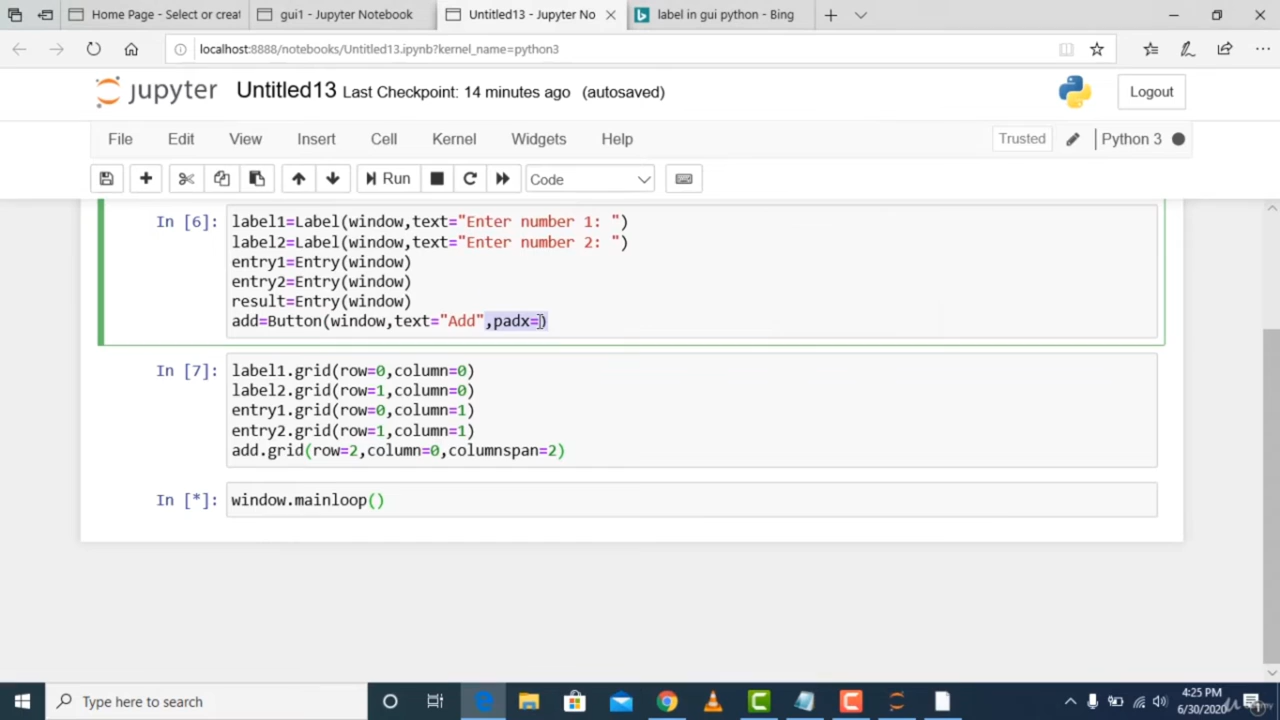 Home Page - Select or creat
gui1 - Jupyter Notebook
Untitled13 - Jupyter No
label in gui python - Bing
localhost:8888/notebooks/Untitled13.ipynb?kernel_name=python3
jupyter Untitled13 Last Checkpoint: 14 minutes ago (autosaved)
Logout
File Edit View Insert Cell Kernel Widgets Help
Trusted
Python 3
Run
Code
In [6]:
label1=Label(window,text="Enter number 1: ")
label2=Label(window,text="Enter number 2: ")
entry1=Entry(window)
entry2=Entry(window)
result=Entry(window)
add=Button(window,text="Add",padx=)
In [7]:
label1.grid(row=0,column=0)
label2.grid(row=1,column=0)
entry1.grid(row=0,column=1)
entry2.grid(row=1,column=1)
add.grid(row=2,column=0,columnspan=2)
In [*]:
window.mainloop()
Type here to search
4:25 PM
6/30/2020